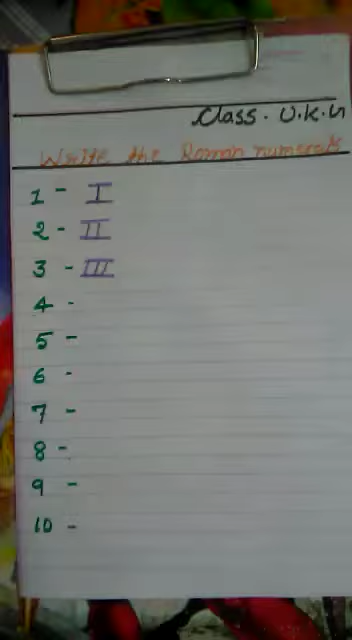 Class. U.K.G
Write the Roman numerals
1 - I
2 - II
3 - III
4 -
5 -
6 -
7 -
8 -
9 -
10 -